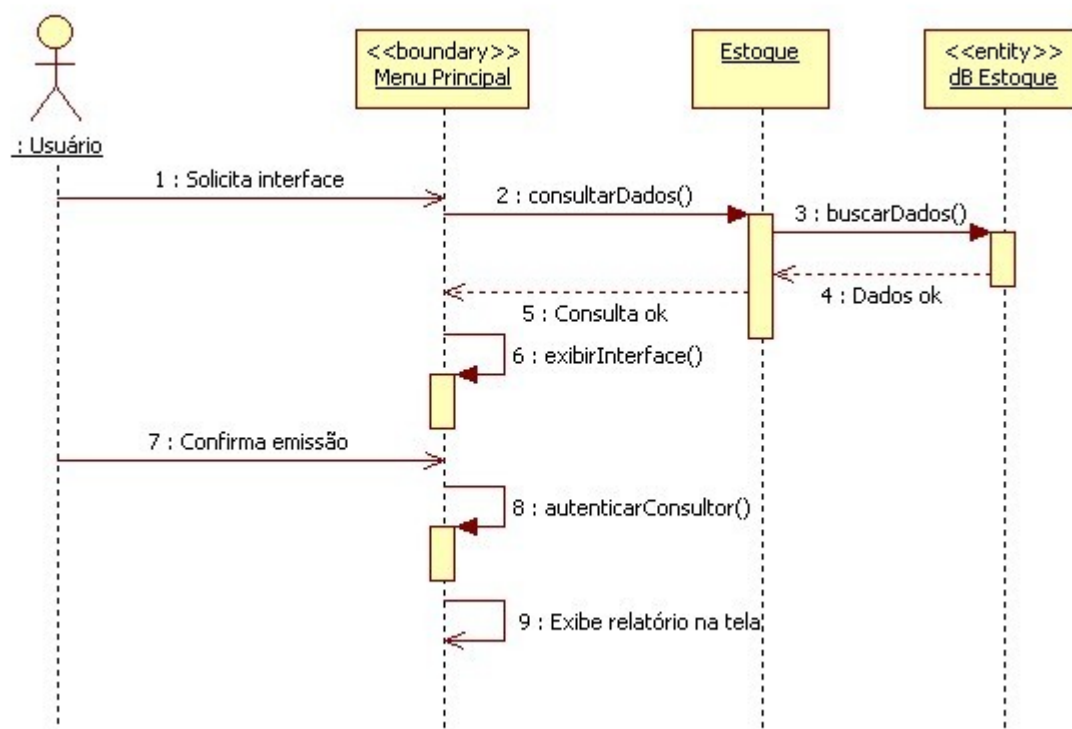 <<boundary>>
Menu Principal
Estoque
<<entity>>
dB Estoque
: Usuário
1 : Solicita interface
2 : consultarDados()
3 : buscarDados()
4 : Dados ok
5 : Consulta ok
6 : exibirInterface()
7 : Confirma emissão
8 : autenticarConsultor()
9 : Exibe relatório na tela